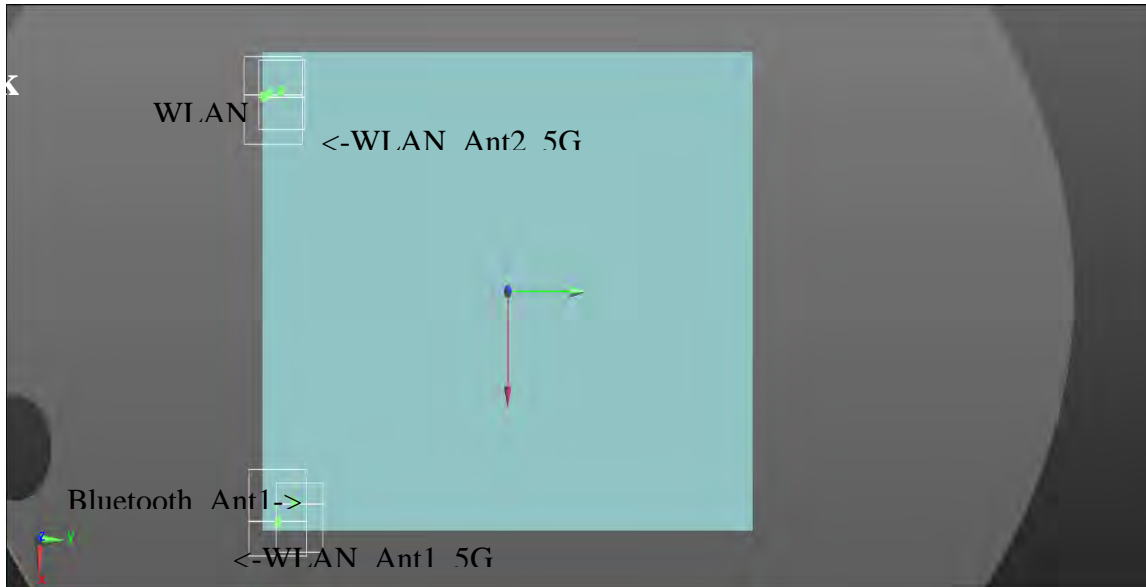 WLAN
<-WLAN Ant2 5G
Bluetooth Ant1->
<-WLAN Ant1 5G
Y
X